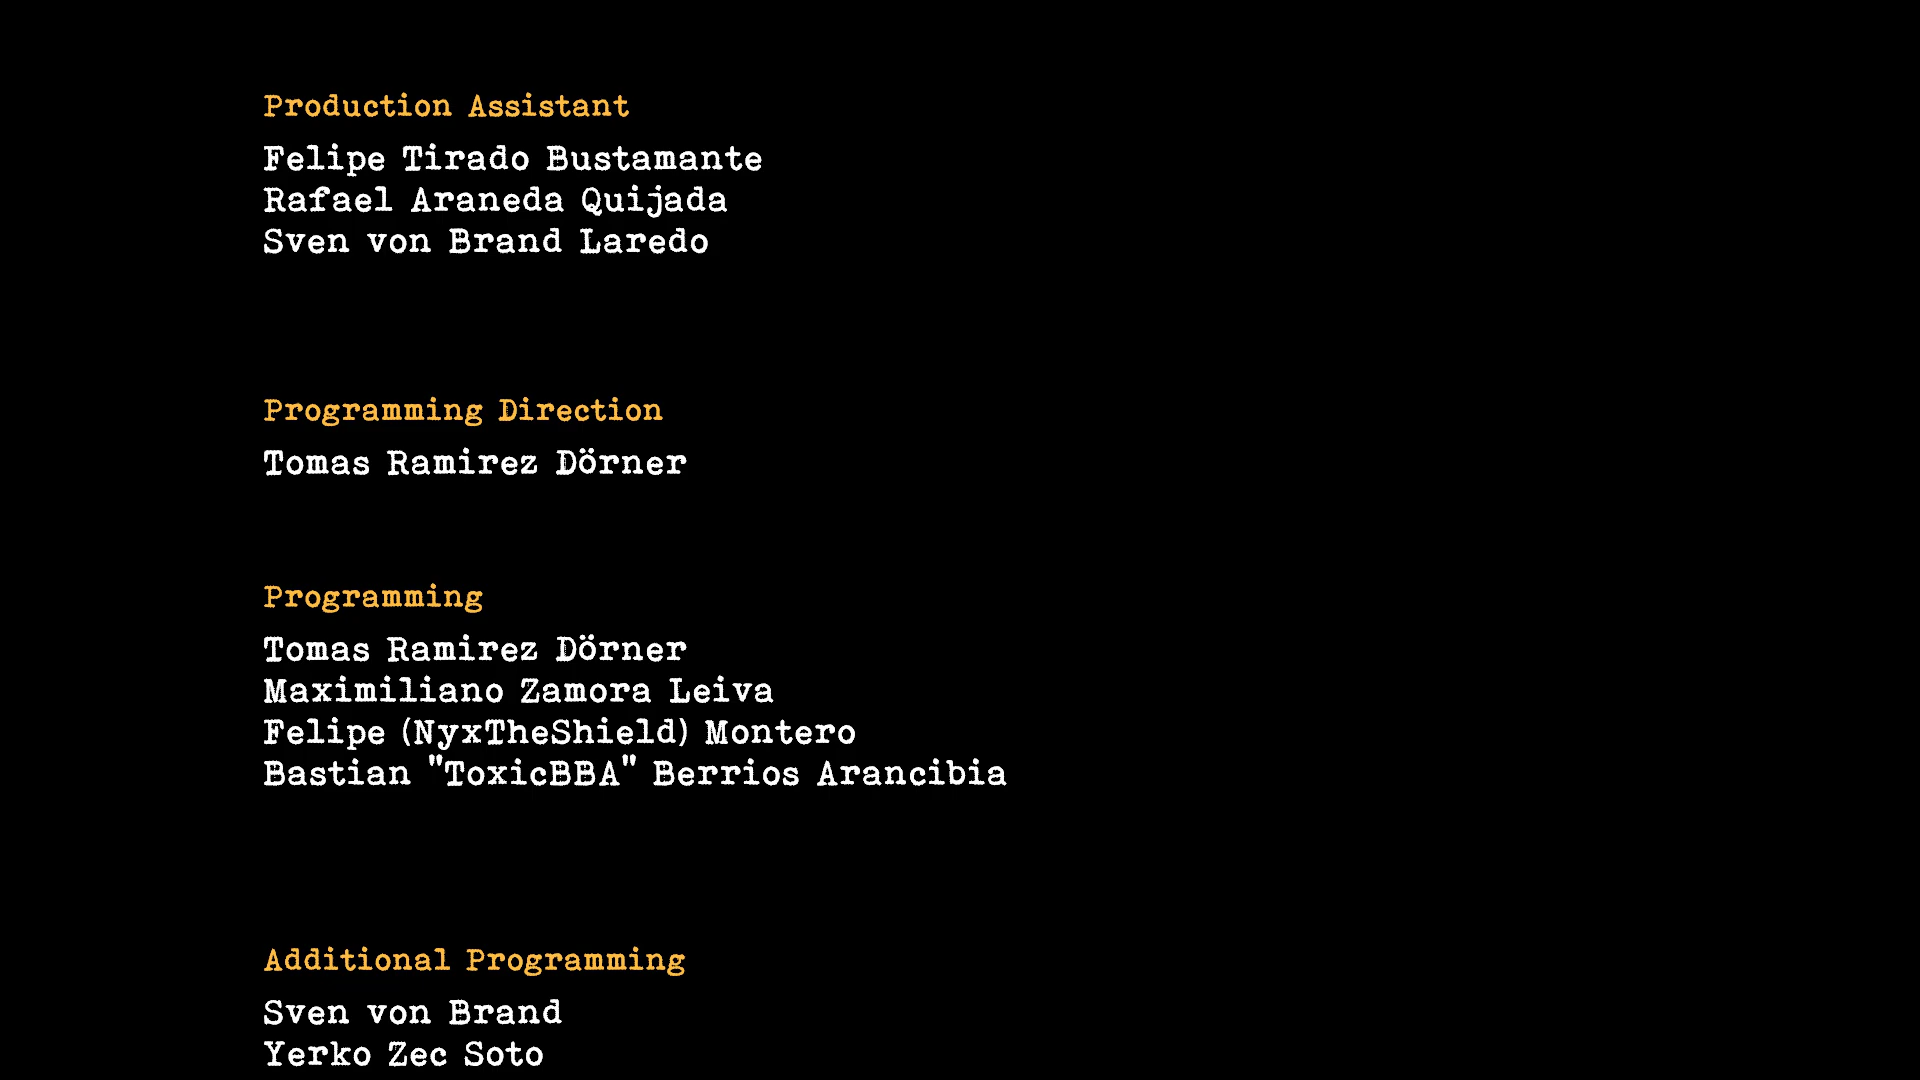 Production Assistant
Felipe Tirado Bustamante
Rafael Araneda Quijada
Sven von Brand Laredo
Programming Direction
Tomas Ramirez Dörner
Programming
Tomas Ramirez Dörner
Maximiliano Zamora Leiva
Felipe (NyxTheShield) Montero
Bastian "ToxicBBA" Berrios Arancibia
Additional Programming
Sven von Brand
Yerko Zec Soto